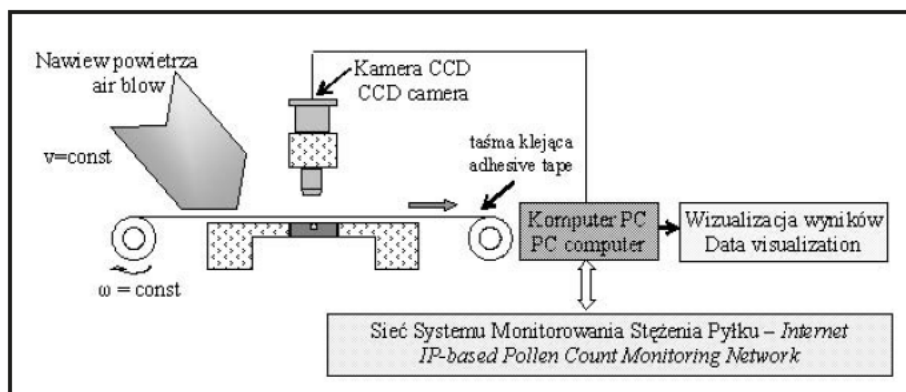 Nawiew powietrza
air blow
v=const
Kamera CCD
CCD camera
taśma klejąca
adhesive tape
ω = const
Komputer PC
PC computer
Wizualizacja wyników
Data visualization
Sieć Systemu Monitorowania Stężenia Pyłku – Internet
IP-based Pollen Count Monitoring Network